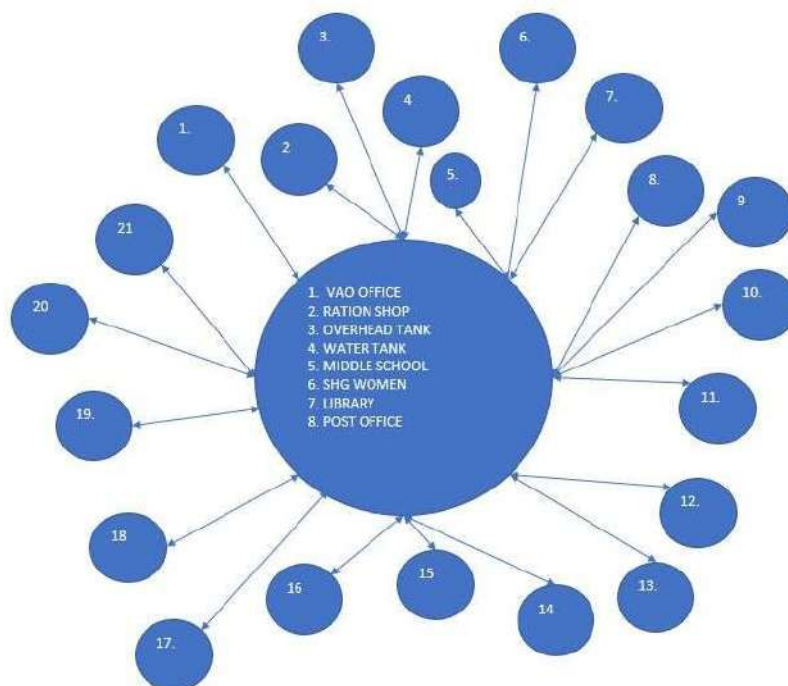 3.
6.
4
7.
1.
2
5.
8.
9
21
20
10.
1. VAO OFFICE
2. RATION SHOP
3. OVERHEAD TANK
4. WATER TANK
5. MIDDLE SCHOOL
6. SHG WOMEN
7. LIBRARY
8. POST OFFICE
11.
19.
12.
18
15
16
13.
14
17.